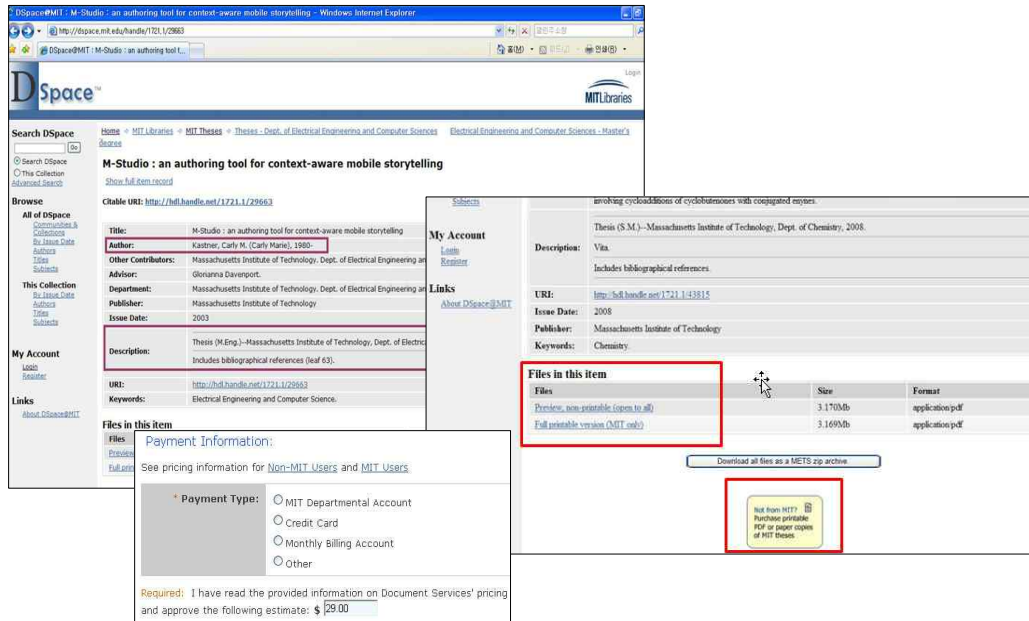 DSpace@MIT : M-Studio : an authoring tool for context-aware mobile storytelling - Windows Internet Explorer
http://dspace.mit.edu/handle/1721.1/29663
DSpace@MIT : M-Studio : an authoring tool f...
홈(M)
인쇄(R)
Login
DSpace™
MITLibraries
Search DSpace
Go
Search DSpace
This Collection
Advanced Search
Browse
All of DSpace
Communities &
Collections
By Issue Date
Authors
Titles
Subjects
This Collection
By Issue Date
Authors
Titles
Subjects
My Account
Login
Register
Links
About DSpace@MIT
Home MIT Libraries MIT Theses Theses - Dept. of Electrical Engineering and Computer Sciences Electrical Engineering and Computer Sciences - Master's
degree
M-Studio : an authoring tool for context-aware mobile storytelling
Show full item record
Citable URI: http://hdl.handle.net/1721.1/29663
Title: M-Studio : an authoring tool for context-aware mobile storytelling
Author: Kastner, Carly M. (Carly Marie), 1980-
Other Contributors: Massachusetts Institute of Technology. Dept. of Electrical Engineering an
Advisor: Glorianna Davenport.
Department: Massachusetts Institute of Technology. Dept. of Electrical Engineering an
Publisher: Massachusetts Institute of Technology
Issue Date: 2003
Description: Thesis (M.Eng.)--Massachusetts Institute of Technology, Dept. of Electric
Includes bibliographical references (leaf 63).
URI: http://hdl.handle.net/1721.1/29663
Keywords: Electrical Engineering and Computer Science.
Files in this item
Files
Preview
Full prin
Subjects
My Account
Login
Register
Links
About DSpace@MIT
involving cycloadditions of cyclobutenones with conjugated enynes.
Thesis (S.M.)--Massachusetts Institute of Technology, Dept. of Chemistry, 2008.
Description: Vita.
Includes bibliographical references.
URI: http://hdl.handle.net/1721.1/43815
Issue Date: 2008
Publisher: Massachusetts Institute of Technology
Keywords: Chemistry.
Files in this item
Files Size Format
Preview, non-printable (open to all) 3.170Mb application/pdf
Full printable version (MIT only) 3.169Mb application/pdf
Download all files as a METS zip archive
Not from MIT?
Purchase printable
PDF or paper copies
of MIT theses
Payment Information:
See pricing information for Non-MIT Users and MIT Users
* Payment Type:
MIT Departmental Account
Credit Card
Monthly Billing Account
Other
Required: I have read the provided information on Document Services' pricing
and approve the following estimate: $ 29.00